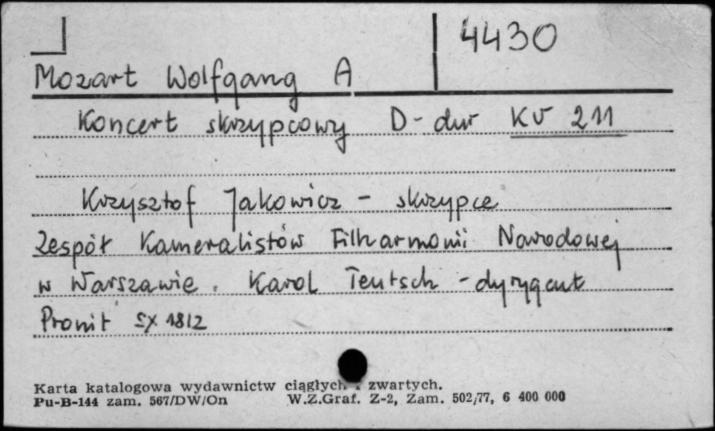 4430
Mozart Wolfgang A
Koncert skrzypcowy D-dur KV 211
Krzysztof Jakowicz - skrzypce
Zespół Kameralistów Filharmonii Narodowej
w Warszawie. Karol Teutsch - dyrygent
Pronit SX 1812
Karta katalogowa wydawnictw ciągłych i zwartych.
Pu-B-144 zam. 567/DW/On W.Z.Graf. Z-2, Zam. 502/77, 6 400 000